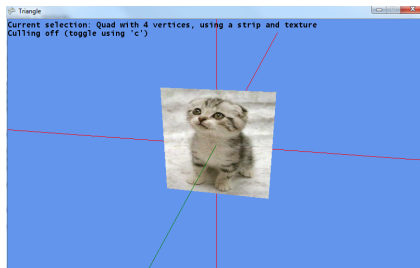 Triangle
Current selection: Quad with 4 vertices, using a strip and texture
Culling off (toggle using 'c')